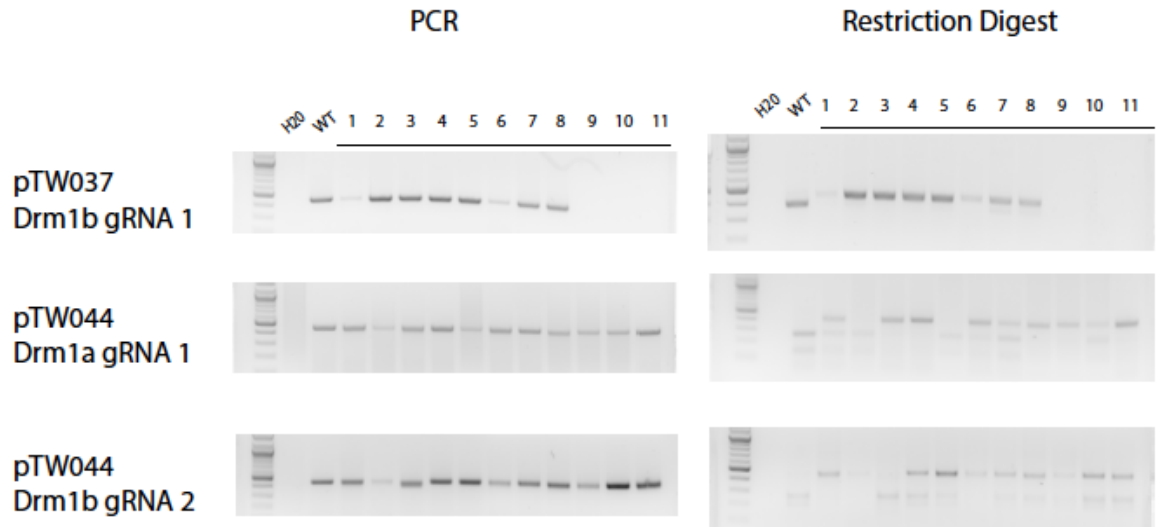 PCR
Restriction Digest
H20 WT 1 2 3 4 5 6 7 8 9 10 11
H20 WT 1 2 3 4 5 6 7 8 9 10 11
pTW037
Drm1b gRNA 1
pTW044
Drm1a gRNA 1
pTW044
Drm1b gRNA 2